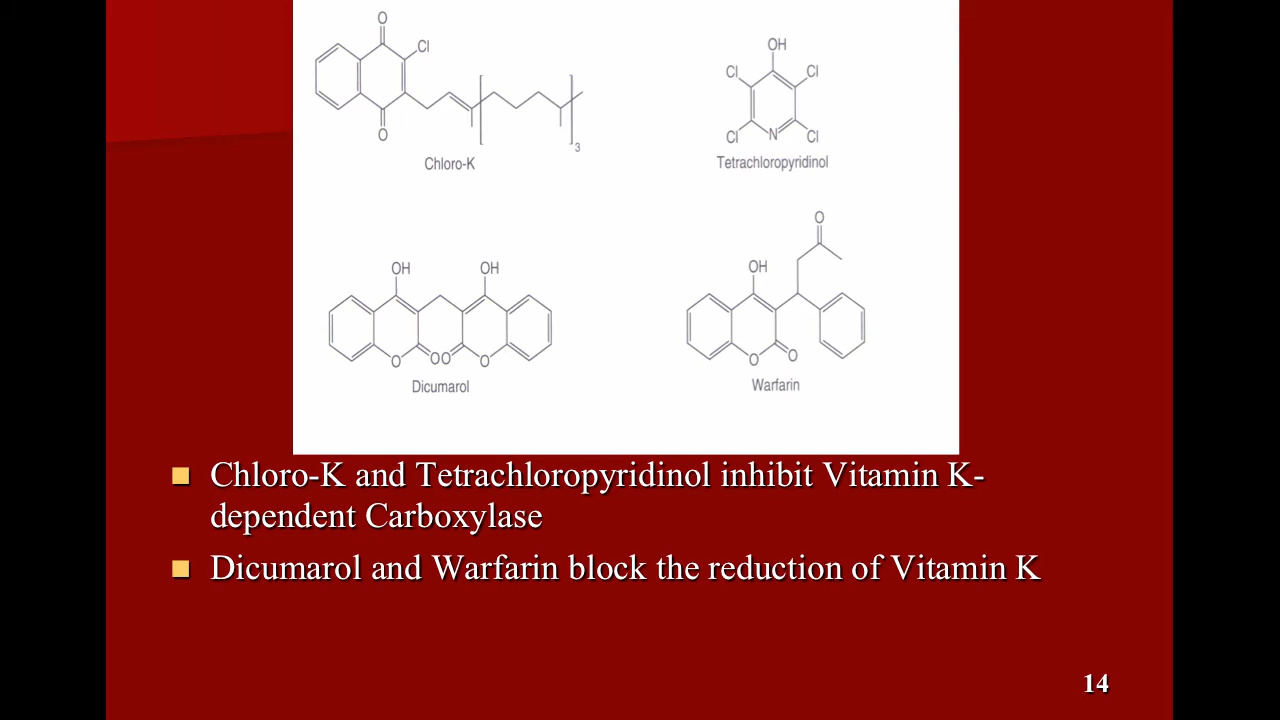 O
Cl
O
3
Chloro-K
OH
Cl
Cl
Cl
N
Cl
Tetrachloropyridinol
OH
OH
O
O
O
O
Dicumarol
O
OH
O
O
Warfarin
Chloro-K and Tetrachloropyridinol inhibit Vitamin K-
dependent Carboxylase
Dicumarol and Warfarin block the reduction of Vitamin K
14